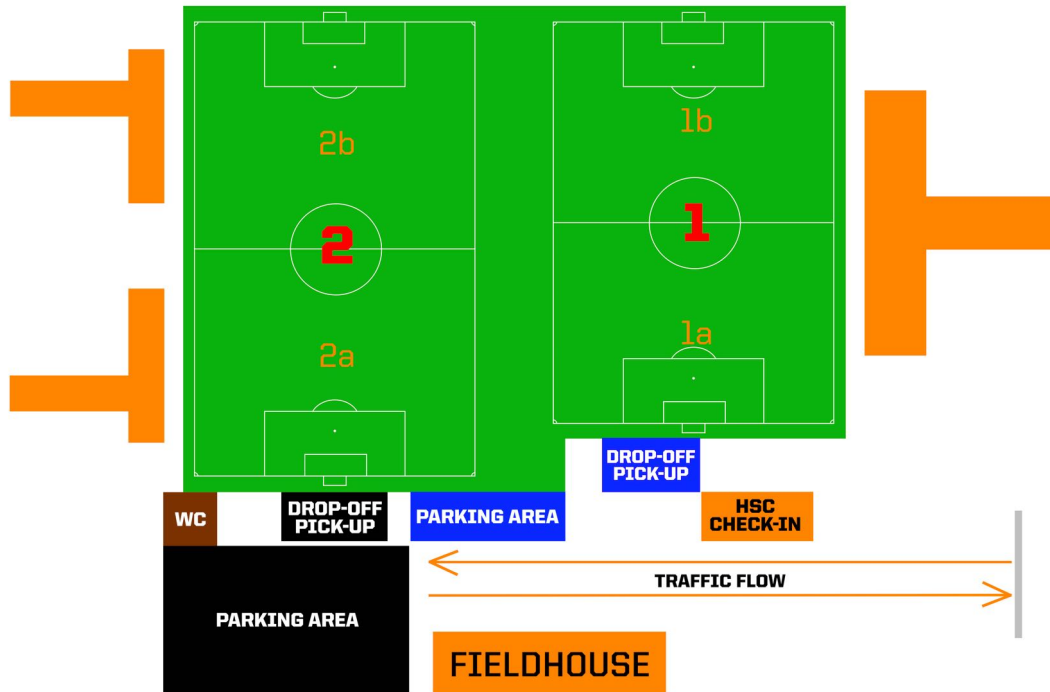 1b
2b
1
2
1a
2a
DROP-OFF
PICK-UP
WC
DROP-OFF
PICK-UP
PARKING AREA
HSC
CHECK-IN
TRAFFIC FLOW
PARKING AREA
FIELDHOUSE